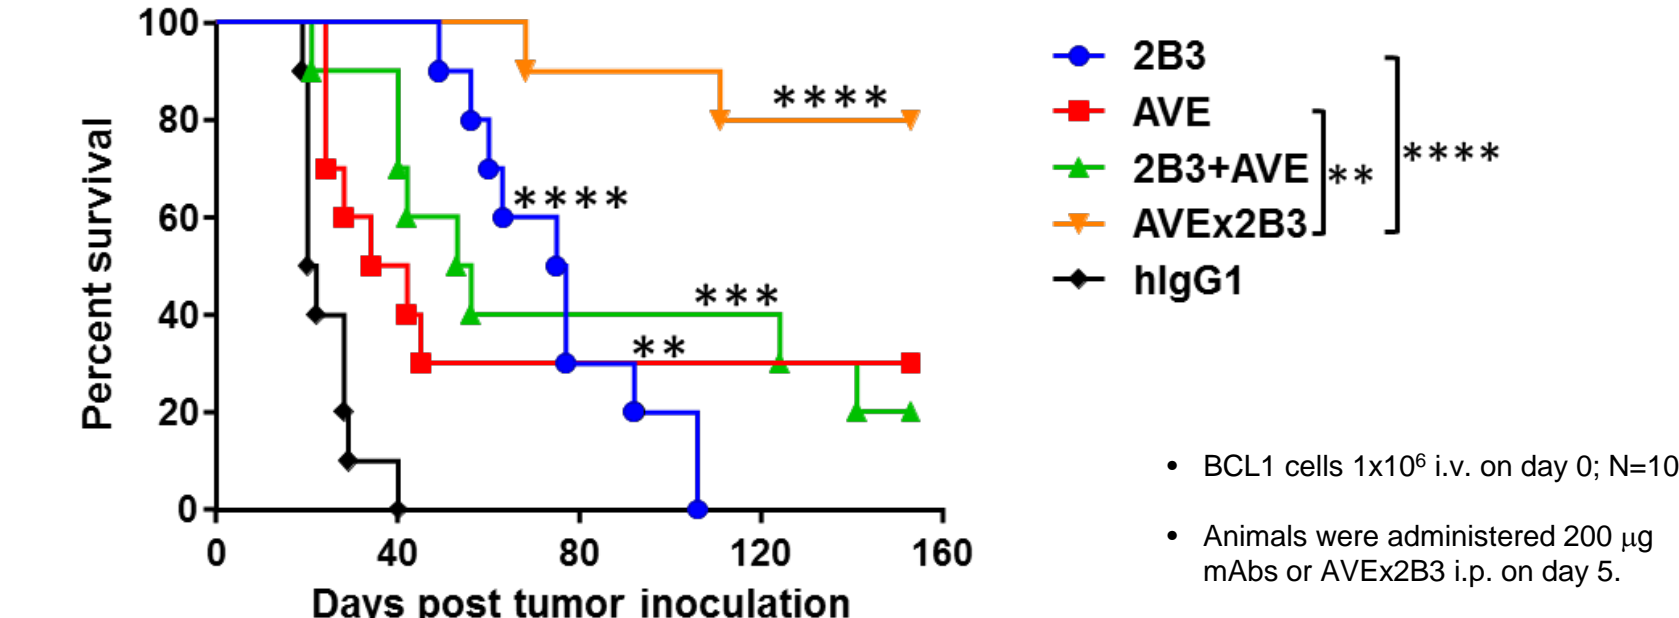 Percent survival
100
80
60
40
20
0
0 40 80 120 160
Days post tumor inoculation
****
****
***
**
2B3
AVE
2B3+AVE
AVEx2B3
hIgG1
**
****
• BCL1 cells 1x10⁶ i.v. on day 0; N=10
• Animals were administered 200 μg
mAbs or AVEx2B3 i.p. on day 5.